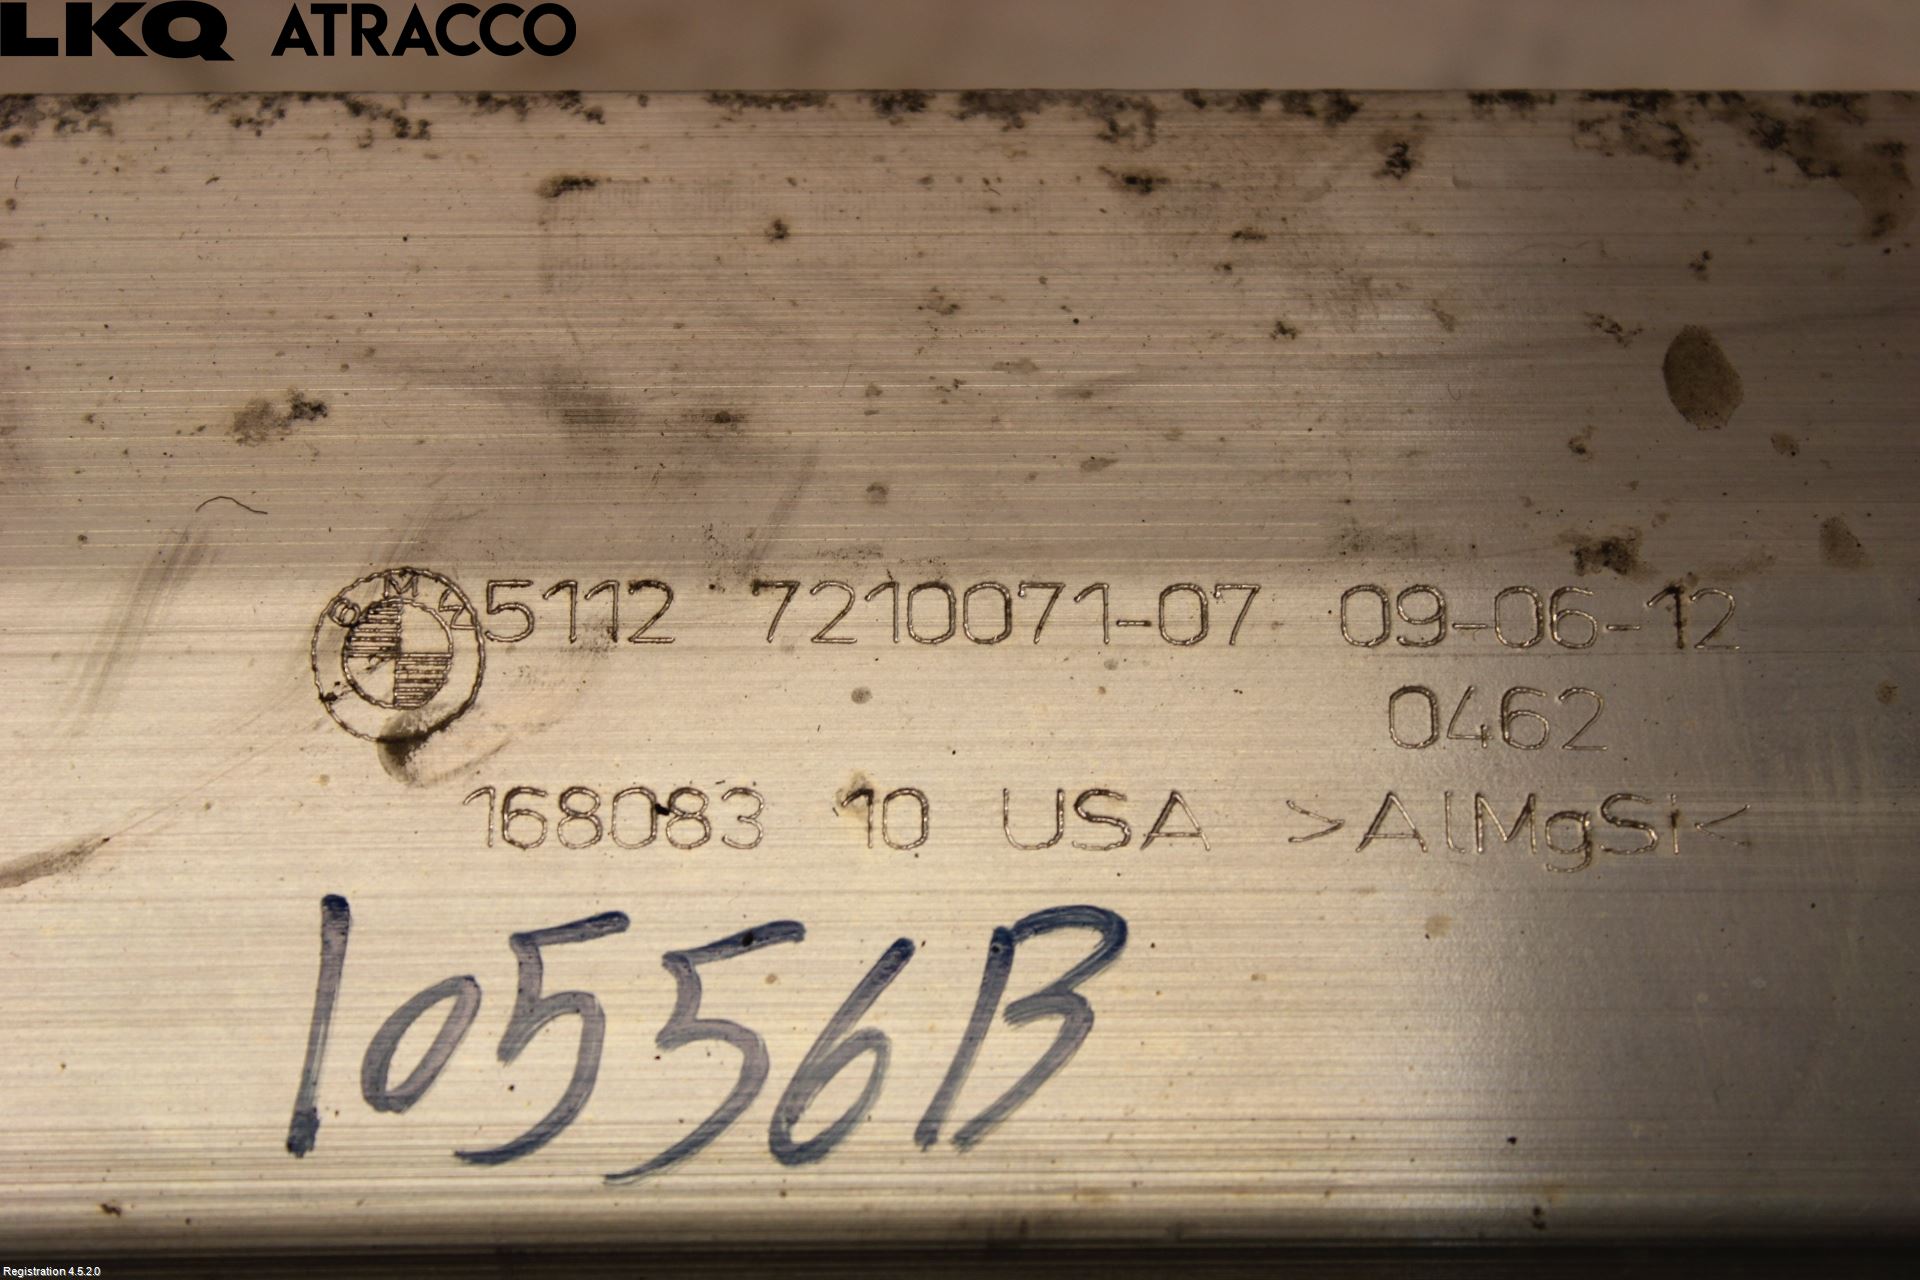 LKQ ATRACCO
BMW 5112 7210071-07 09-06-12
0462
168083 10 USA >AlMgSi<
10556B
Registration 4.5.2.0